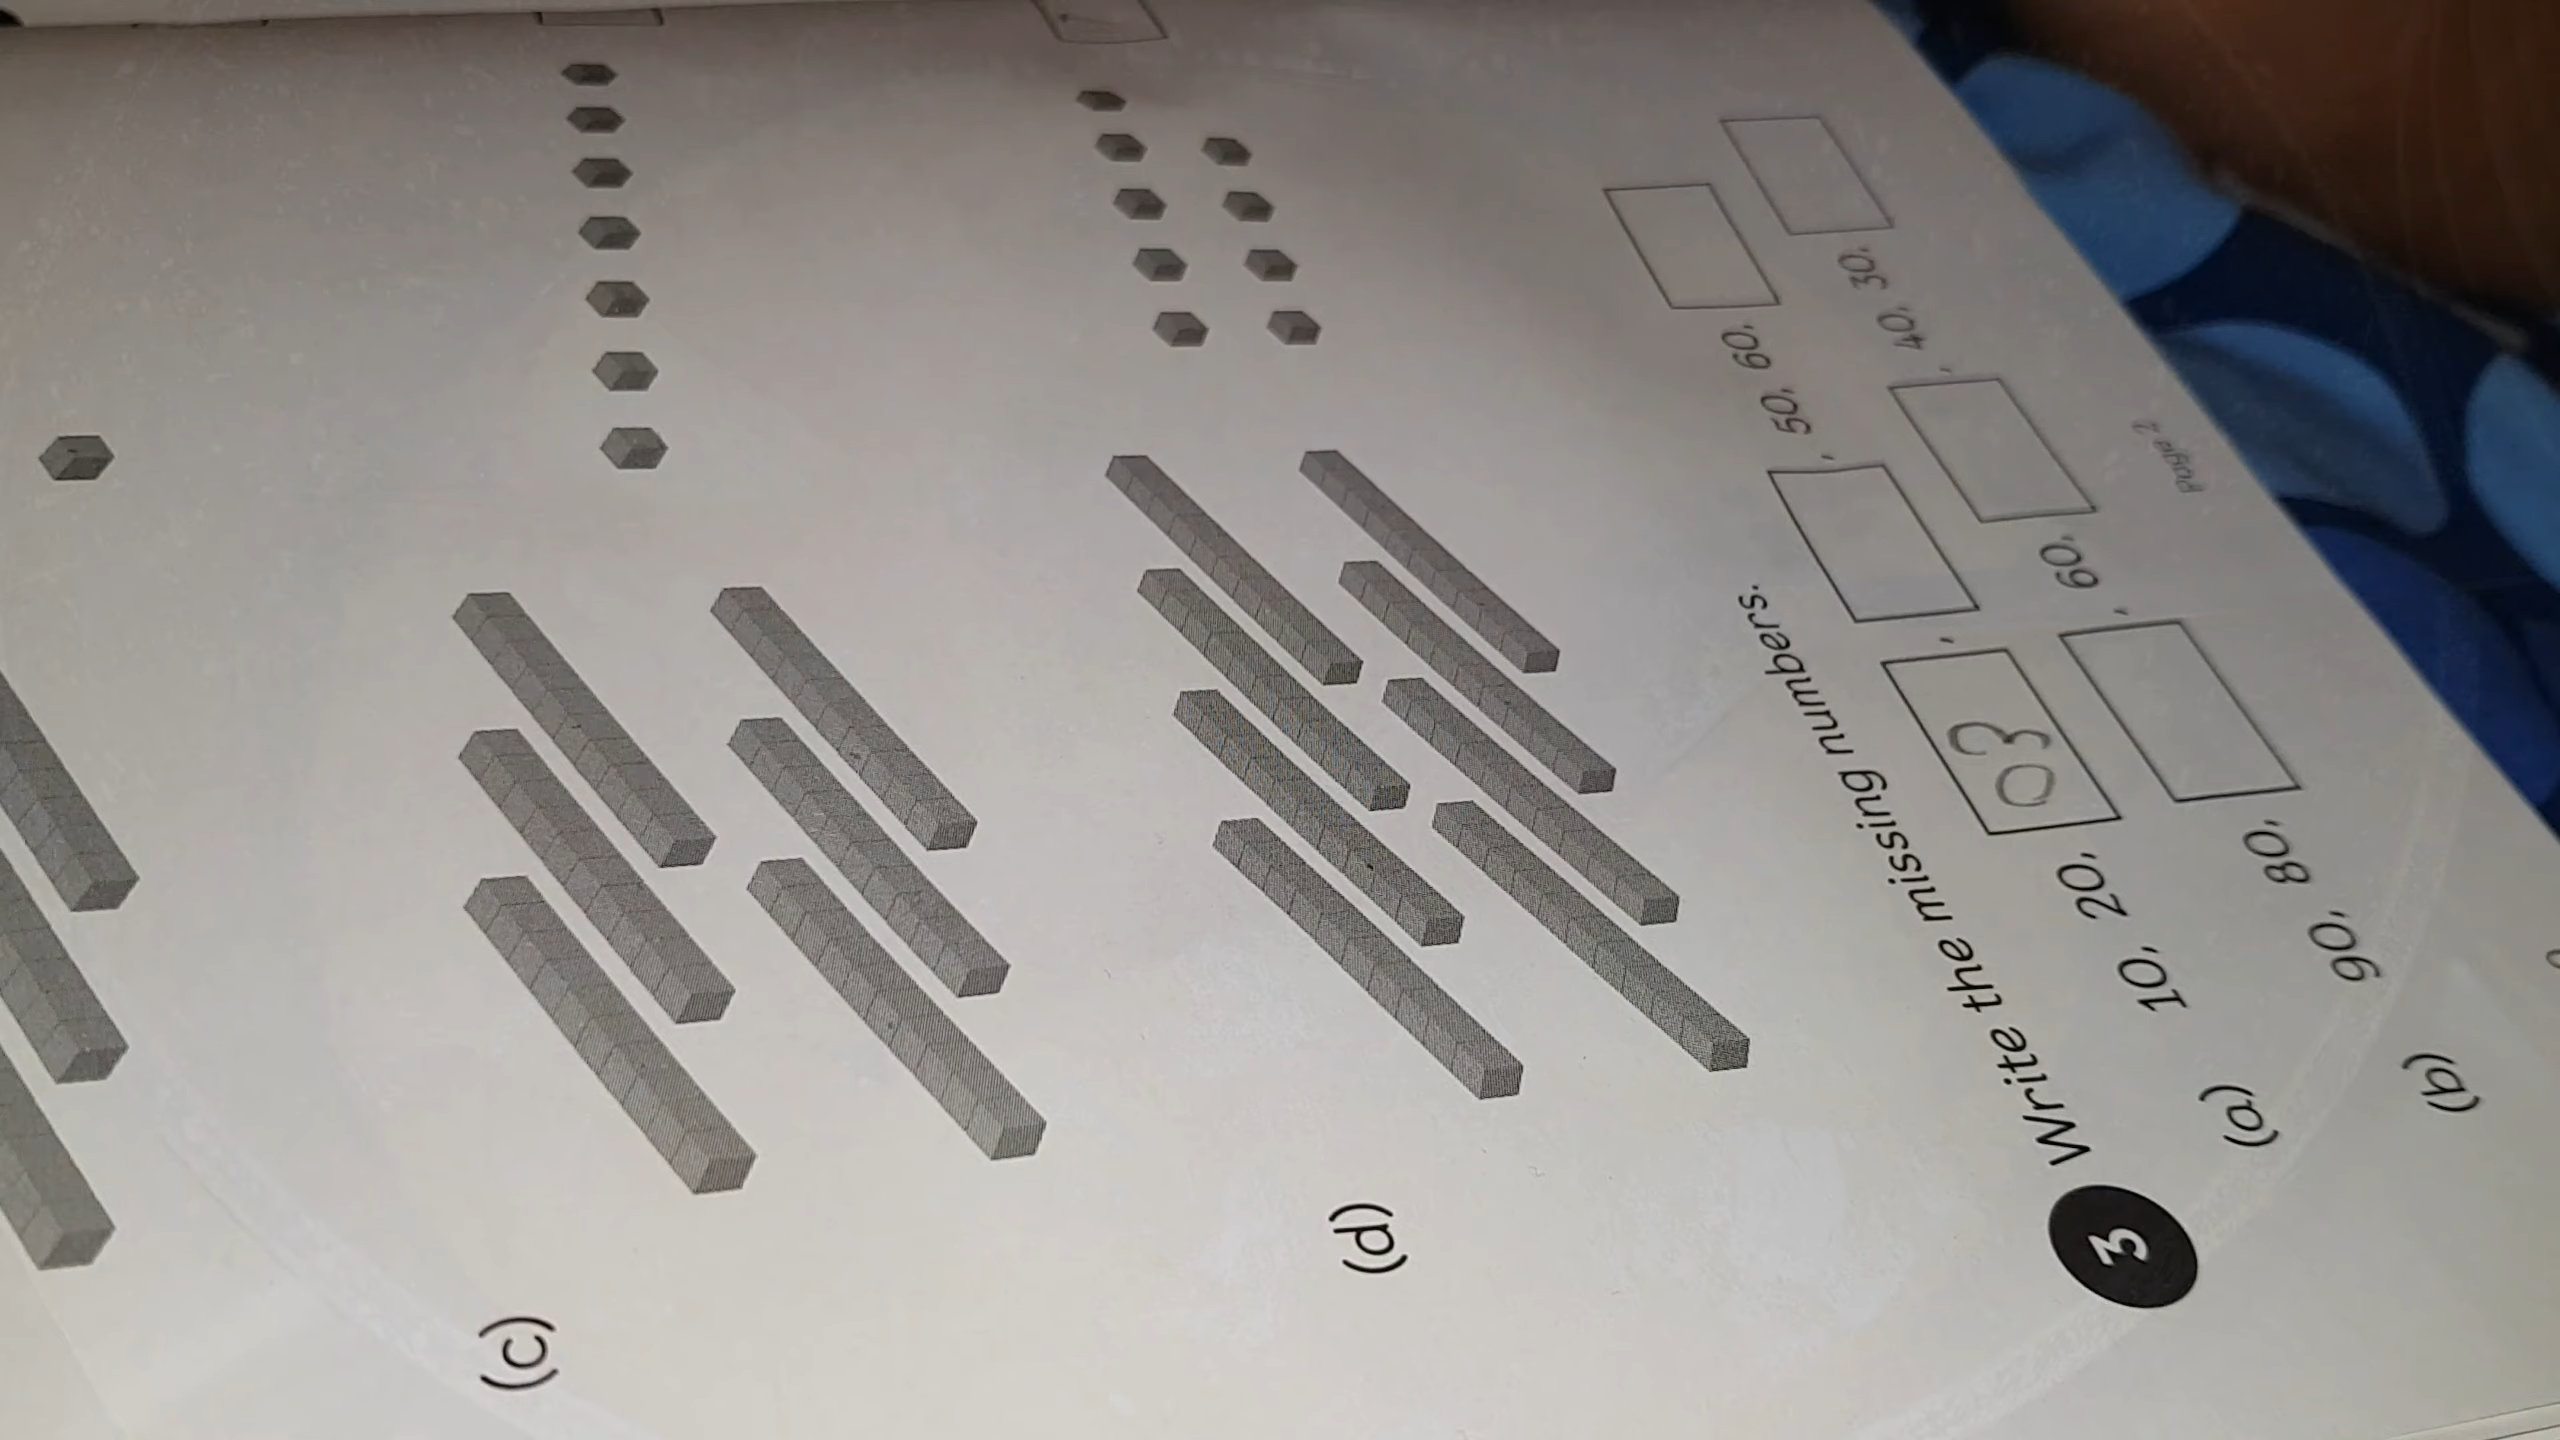 (c)
(d)
3 Write the missing numbers.
(a) 10, 20, 03, , 50, 60,
(b) 90, 80, , 60, , 40, 30,
Page 2